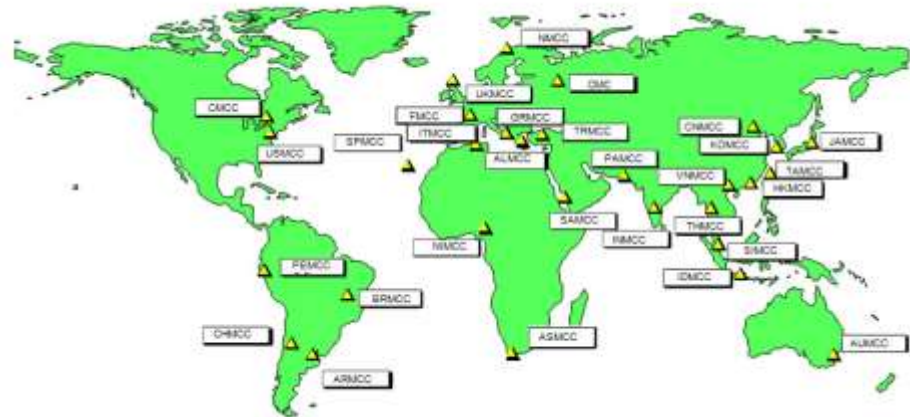 NMCC
CMC
UKMCC
CMCC
FMCC
GRMCC
CNMCC
SPMCC
ITMCC
TRMCC
KOMCC
JAMCC
USMCC
ALMCC
PAMCC
VNMCC
TAMCC
HKMCC
SAMCC
THMCC
NIMCC
INMCC
SIMCC
PEMCC
IDMCC
BRMCC
CHMCC
ASMCC
AUMCC
ARMCC